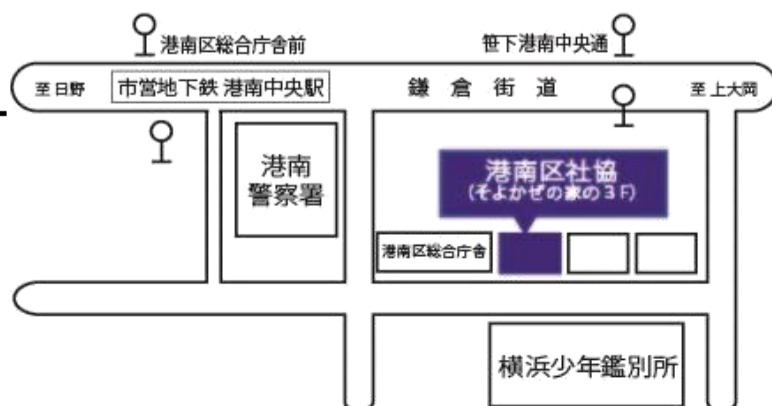 港南区総合庁舎前
笹下港南中央通
至日野
市営地下鉄 港南中央駅
鎌倉街道
至上大岡
港南
警察署
港南区社協
(そよかぜの家の3F)
港南区総合庁舎
横浜少年鑑別所